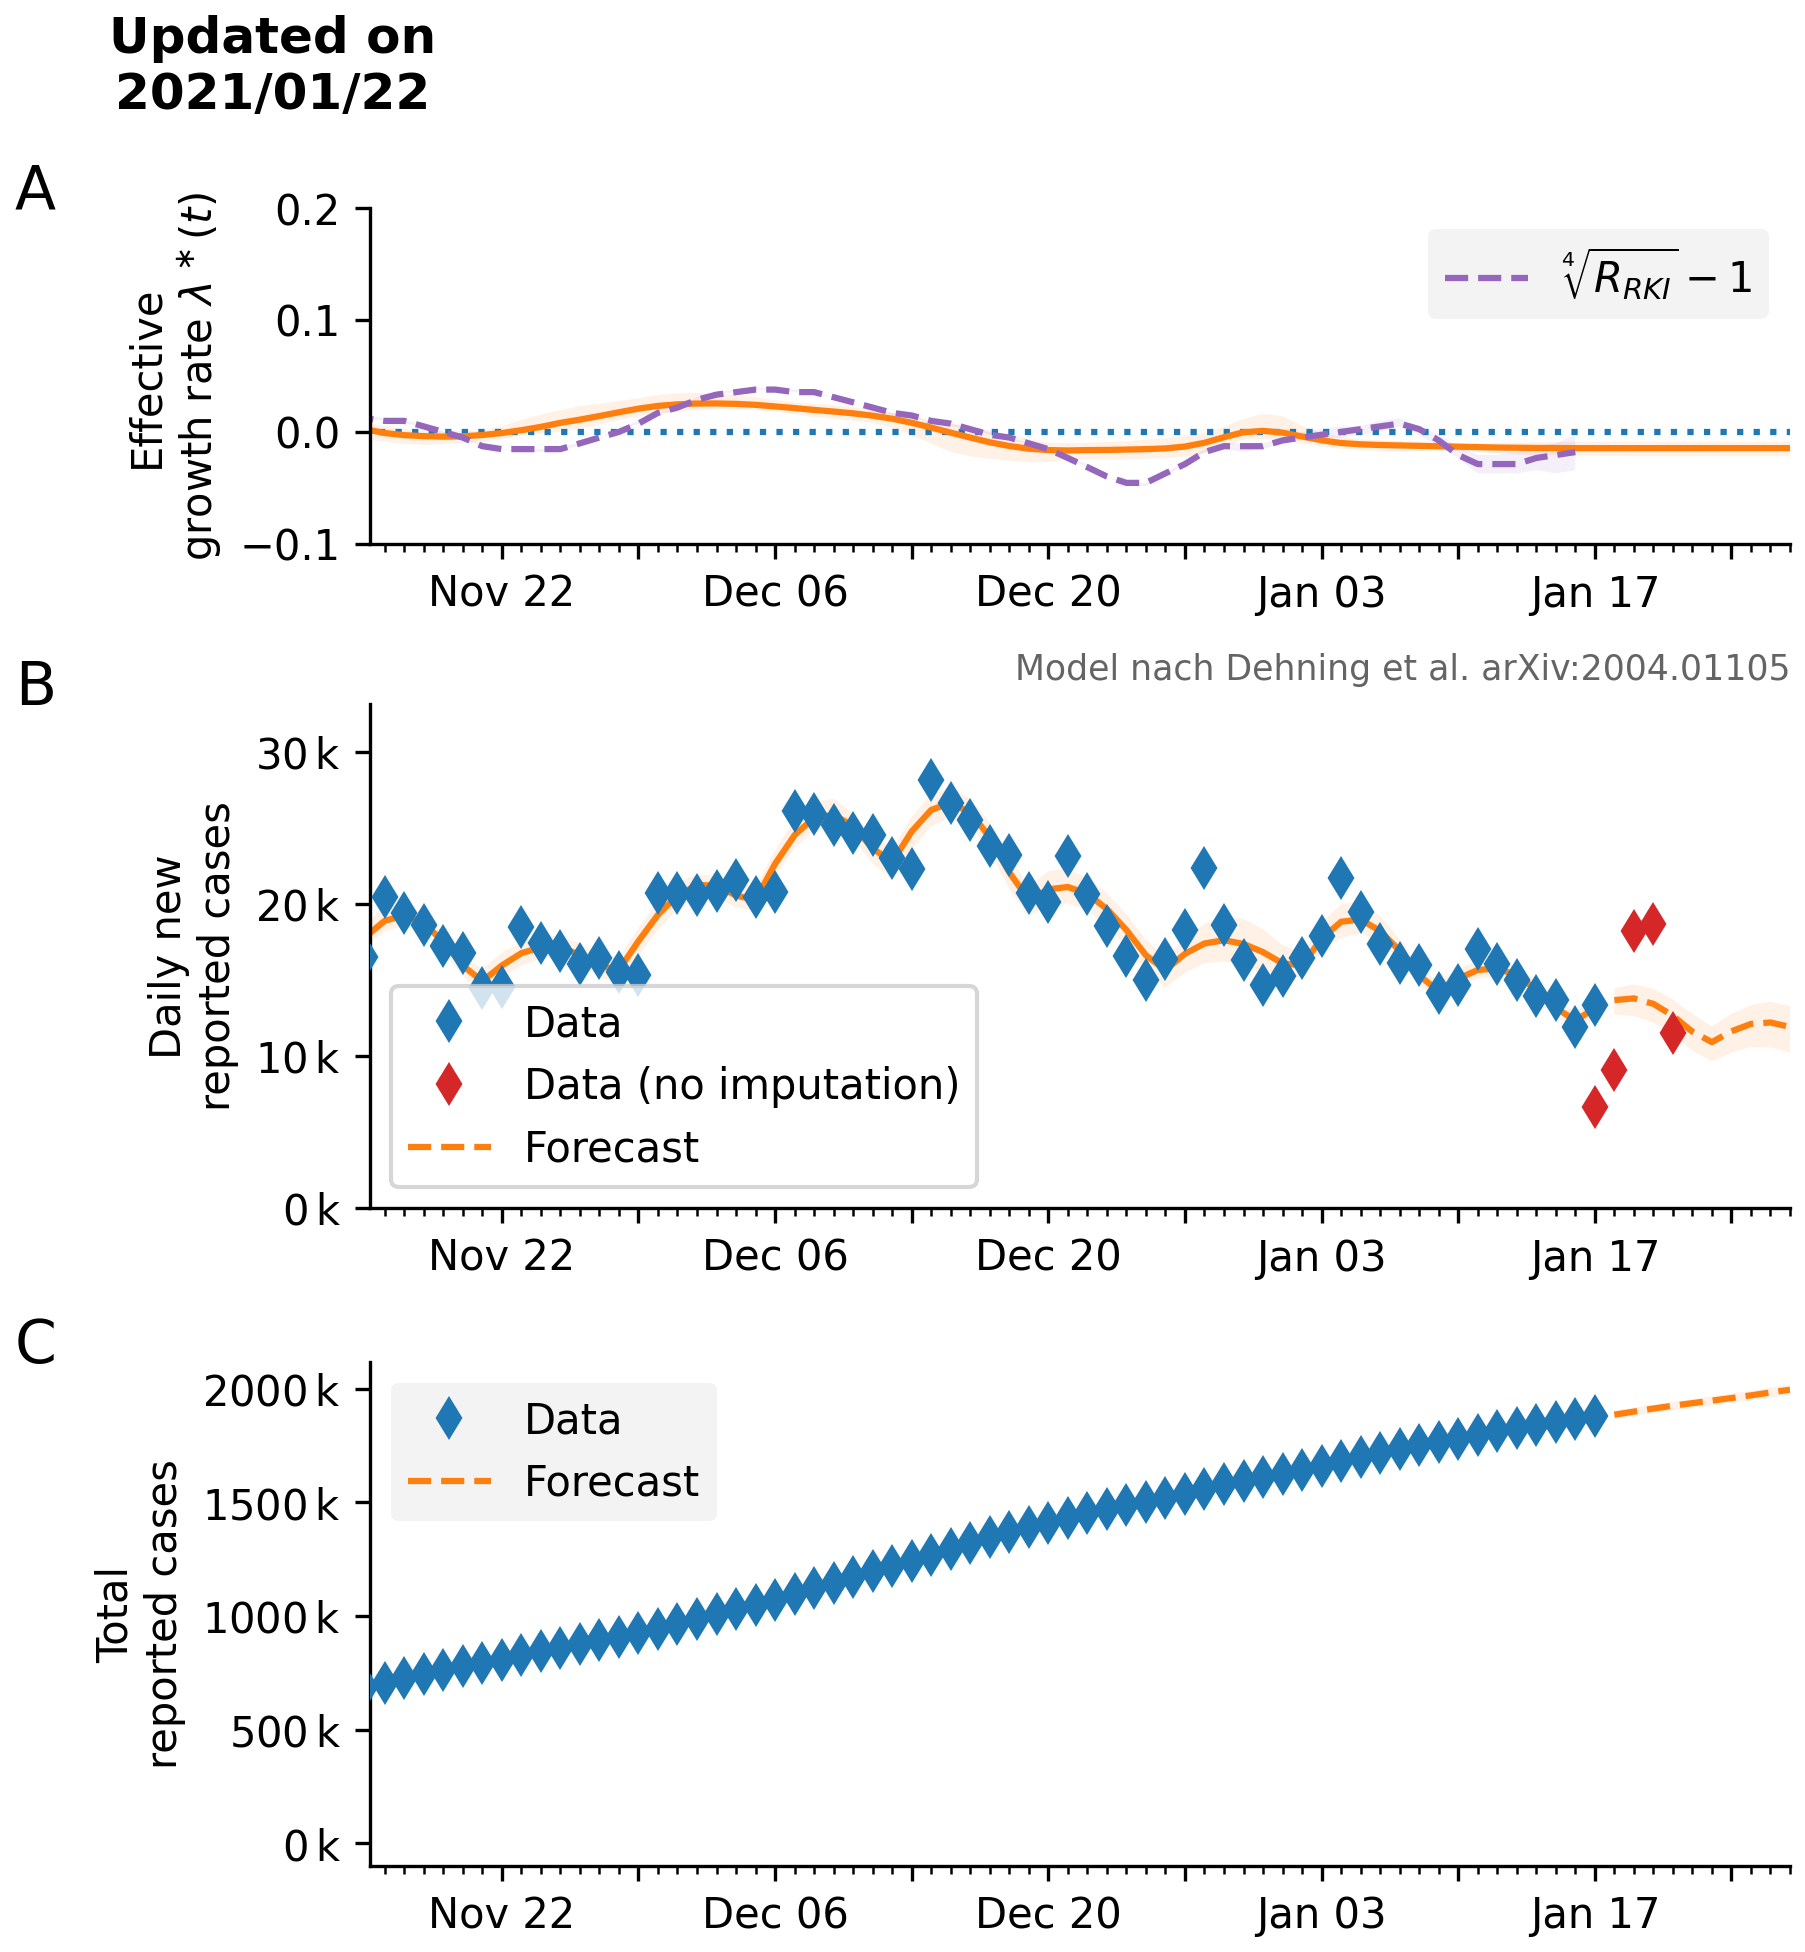 Updated on
2021/01/22
A
Effective
growth rate λ * (t)
0.2
0.1
0.0
−0.1
∜R_RKI − 1
Nov 22
Dec 06
Dec 20
Jan 03
Jan 17
Model nach Dehning et al. arXiv:2004.01105
B
Daily new
reported cases
30 k
20 k
10 k
0 k
Data
Data (no imputation)
Forecast
Nov 22
Dec 06
Dec 20
Jan 03
Jan 17
C
Total
reported cases
2000 k
1500 k
1000 k
500 k
0 k
Data
Forecast
Nov 22
Dec 06
Dec 20
Jan 03
Jan 17